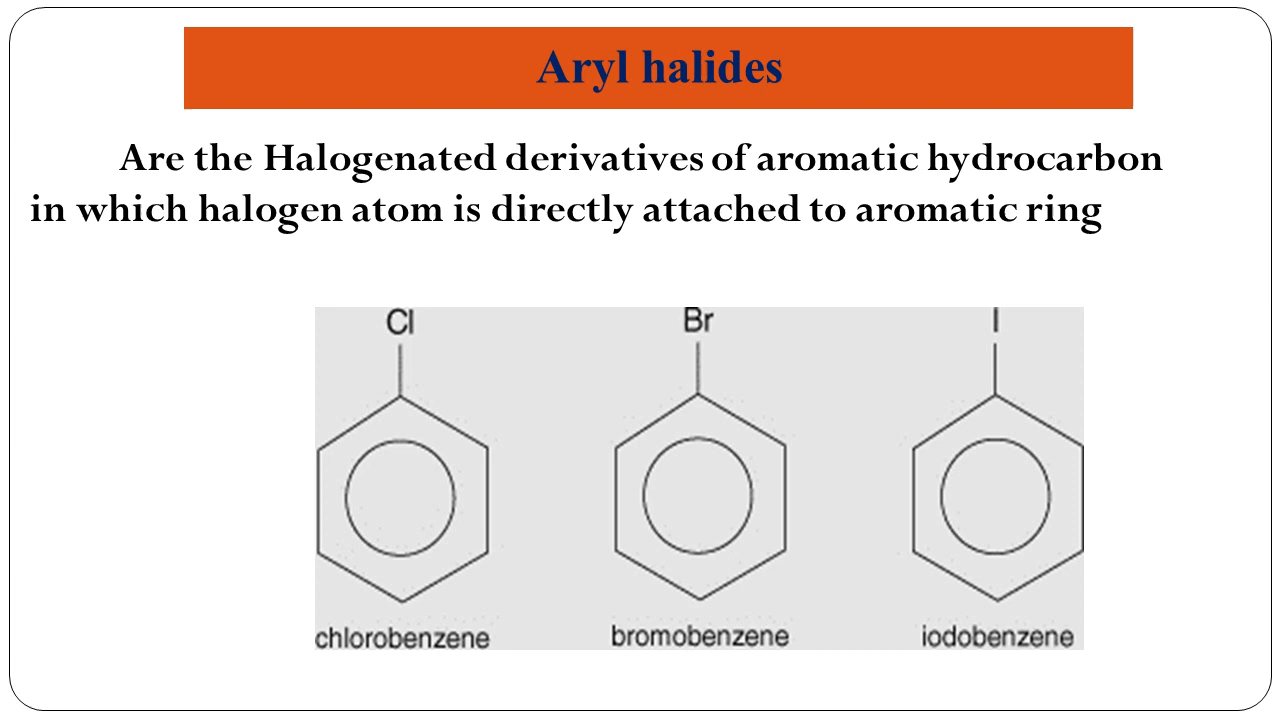 Aryl halides
Are the Halogenated derivatives of aromatic hydrocarbon
in which halogen atom is directly attached to aromatic ring
Cl Br I
chlorobenzene bromobenzene iodobenzene